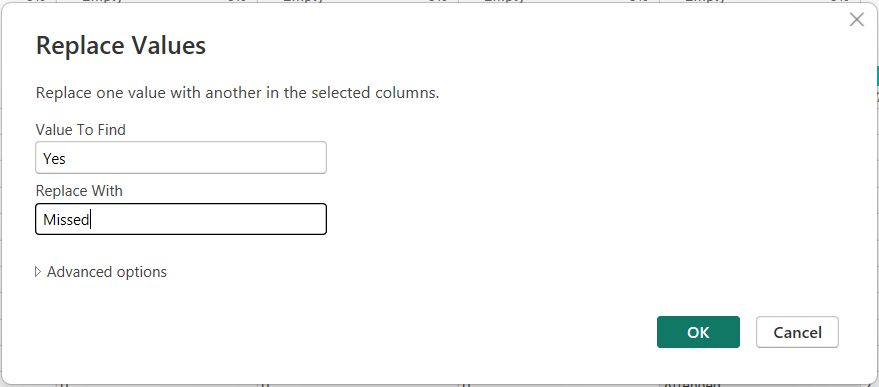 Replace Values
Replace one value with another in the selected columns.
Value To Find
Yes
Replace With
Missed
Advanced options
OK
Cancel